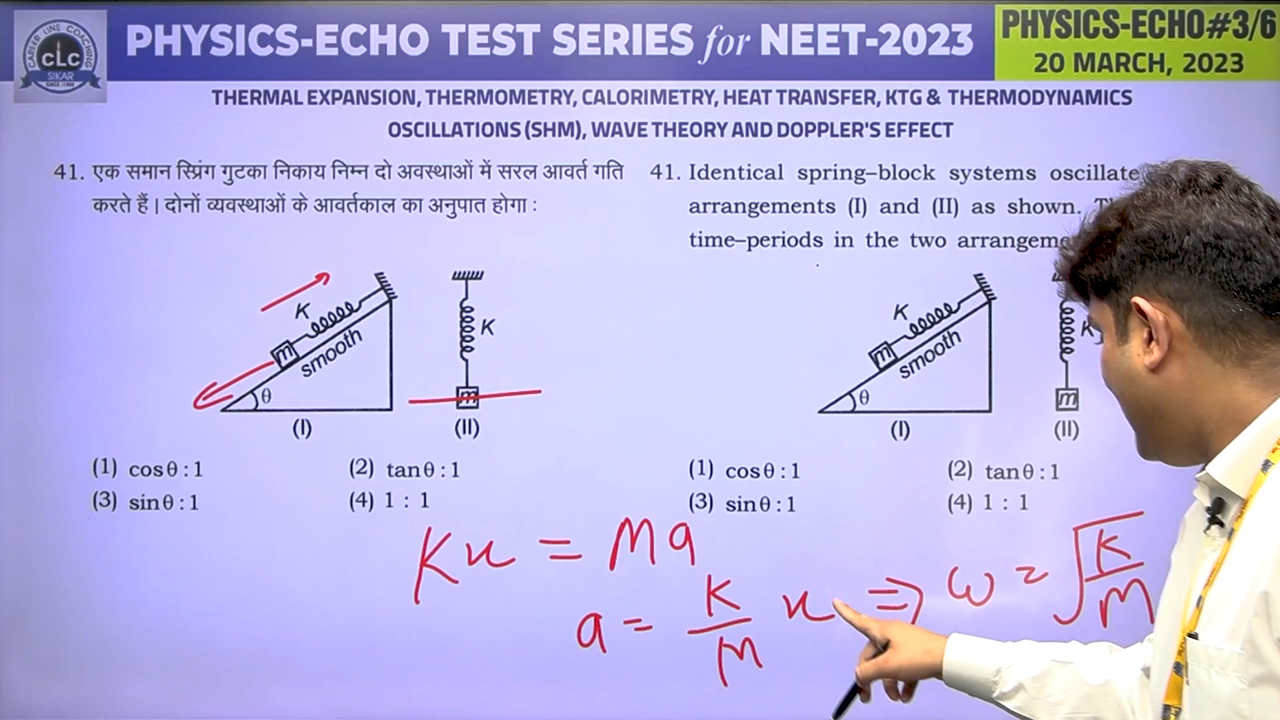 CAREER LINE COACHING
CLC
SIKAR
PHYSICS-ECHO TEST SERIES for NEET-2023
PHYSICS-ECHO#3/6
20 MARCH, 2023
THERMAL EXPANSION, THERMOMETRY, CALORIMETRY, HEAT TRANSFER, KTG & THERMODYNAMICS
OSCILLATIONS (SHM), WAVE THEORY AND DOPPLER'S EFFECT
41. एक समान स्प्रिंग गुटका निकाय निम्न दो अवस्थाओं में सरल आवर्त गति
करते हैं। दोनों व्यवस्थाओं के आवर्तकाल का अनुपात होगा :
K
m
smooth
θ
(I)
K
m
(II)
(1) cosθ : 1
(2) tanθ : 1
(3) sinθ : 1
(4) 1 : 1
41. Identical spring–block systems oscillate
arrangements (I) and (II) as shown.
time–periods in the two
K
m
smooth
θ
(I)
K
m
(II)
(1) cosθ : 1
(2) tanθ : 1
(3) sinθ : 1
(4) 1 : 1
Kx = Ma
a = K/M x ⇒ ω = √K/M